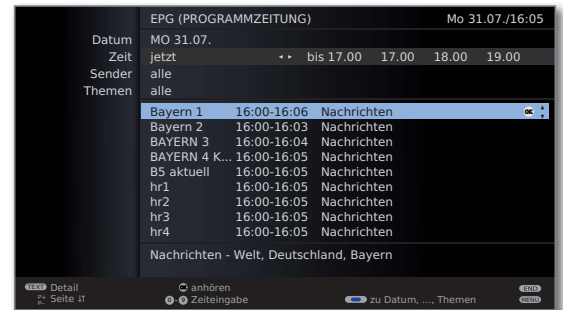 EPG (PROGRAMMZEITUNG) Mo 31.07./16:05
Datum MO 31.07.
Zeit jetzt bis 17.00 17.00 18.00 19.00
Sender alle
Themen alle
Bayern 1 16:00-16:06 Nachrichten OK
Bayern 2 16:00-16:03 Nachrichten
BAYERN 3 16:00-16:04 Nachrichten
BAYERN 4 K... 16:00-16:05 Nachrichten
B5 aktuell 16:00-16:05 Nachrichten
hr1 16:00-16:05 Nachrichten
hr2 16:00-16:05 Nachrichten
hr3 16:00-16:05 Nachrichten
hr4 16:00-16:05 Nachrichten
Nachrichten - Welt, Deutschland, Bayern
TEXT Detail OK anhören END
P+ P- Seite ↓↑ 0-9 Zeiteingabe zu Datum, ..., Themen MENU